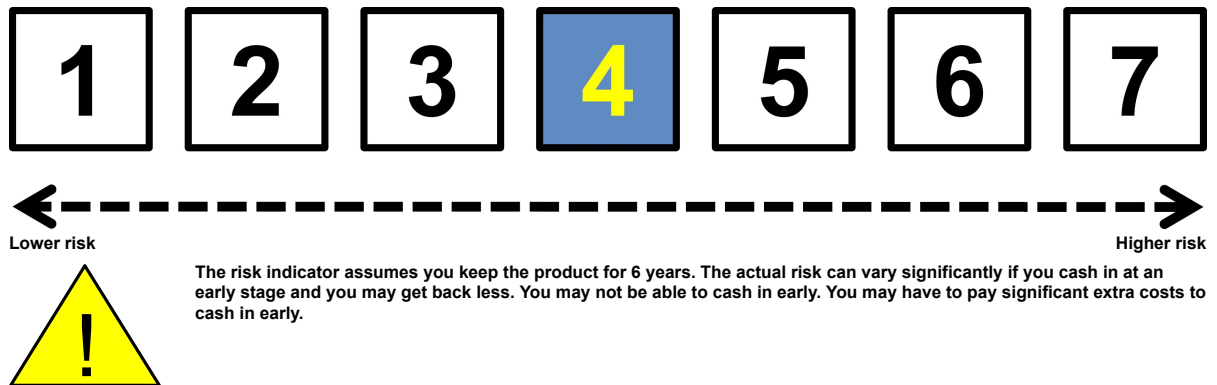 1 2 3 4 5 6 7
Lower risk Higher risk
The risk indicator assumes you keep the product for 6 years. The actual risk can vary significantly if you cash in at an
early stage and you may get back less. You may not be able to cash in early. You may have to pay significant extra costs to
cash in early.
!